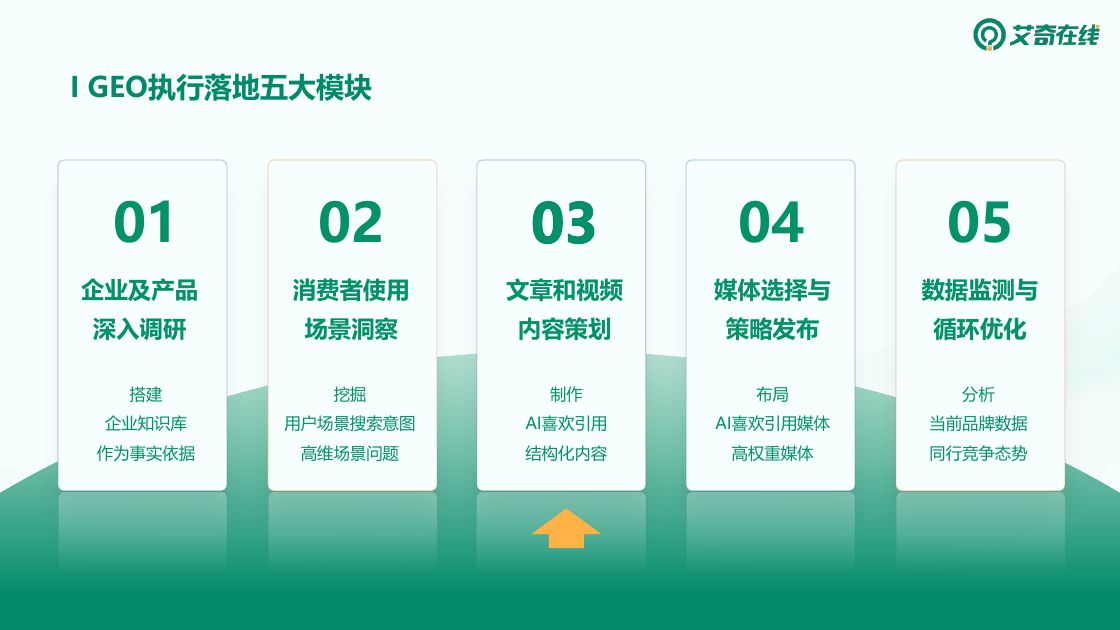 艾奇在线
I GEO执行落地五大模块
01
企业及产品
深入调研
搭建
企业知识库
作为事实依据
02
消费者使用
场景洞察
挖掘
用户场景搜索意图
高维场景问题
03
文章和视频
内容策划
制作
AI喜欢引用
结构化内容
04
媒体选择与
策略发布
布局
AI喜欢引用媒体
高权重媒体
05
数据监测与
循环优化
分析
当前品牌数据
同行竞争态势